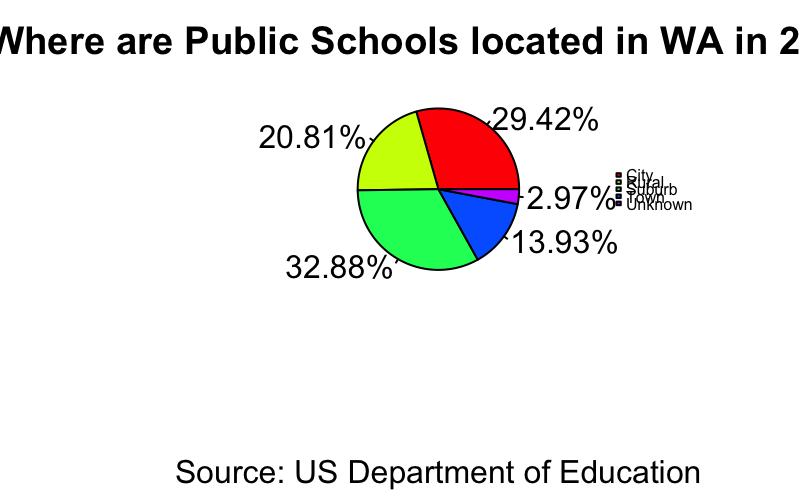 Where are Public Schools located in WA in 2
29.42%
20.81%
City
Rural
Suburb
Town
Unknown
2.97%
13.93%
32.88%
Source: US Department of Education